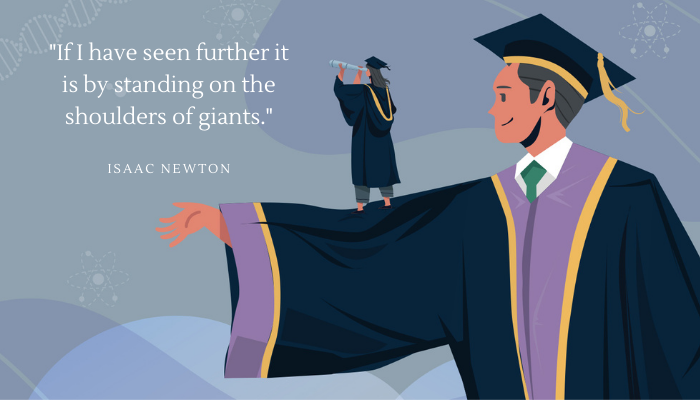 "If I have seen further it
is by standing on the
shoulders of giants."
ISAAC NEWTON